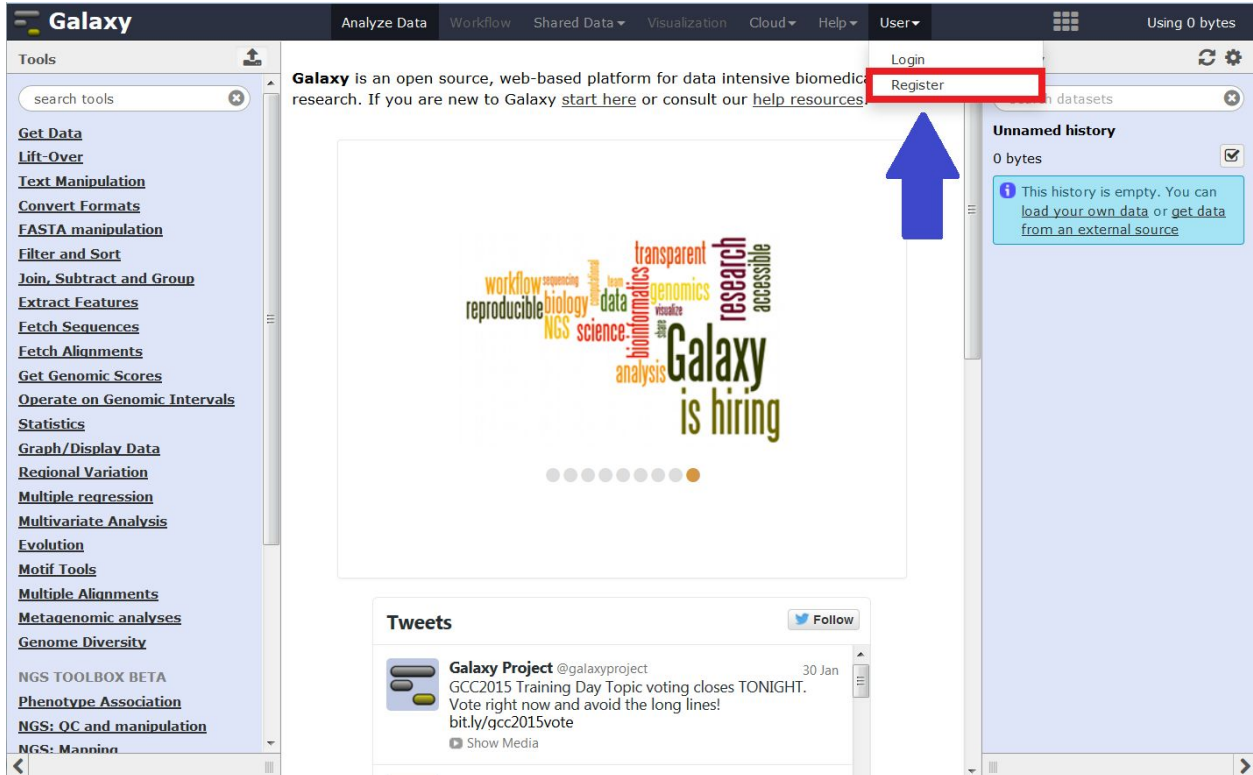 Galaxy
Analyze Data Workflow Shared Data Visualization Cloud Help User Using 0 bytes
Tools
search tools
Get Data
Lift-Over
Text Manipulation
Convert Formats
FASTA manipulation
Filter and Sort
Join, Subtract and Group
Extract Features
Fetch Sequences
Fetch Alignments
Get Genomic Scores
Operate on Genomic Intervals
Statistics
Graph/Display Data
Regional Variation
Multiple regression
Multivariate Analysis
Evolution
Motif Tools
Multiple Alignments
Metagenomic analyses
Genome Diversity
NGS TOOLBOX BETA
Phenotype Association
NGS: QC and manipulation
NGS: Mapping
Galaxy is an open source, web-based platform for data intensive
research. If you are new to Galaxy start here or consult our help resources.
Login
Register
transparent
workflow sequencing computational team
reproducible biology data
NGS science
bioinformatics
genomics
visualize
share
research
accessible
analysis
Galaxy
is hiring
Tweets
Follow
Galaxy Project @galaxyproject 30 Jan
GCC2015 Training Day Topic voting closes TONIGHT.
Vote right now and avoid the long lines!
bit.ly/gcc2015vote
Show Media
datasets
Unnamed history
0 bytes
This history is empty. You can
load your own data or get data
from an external source